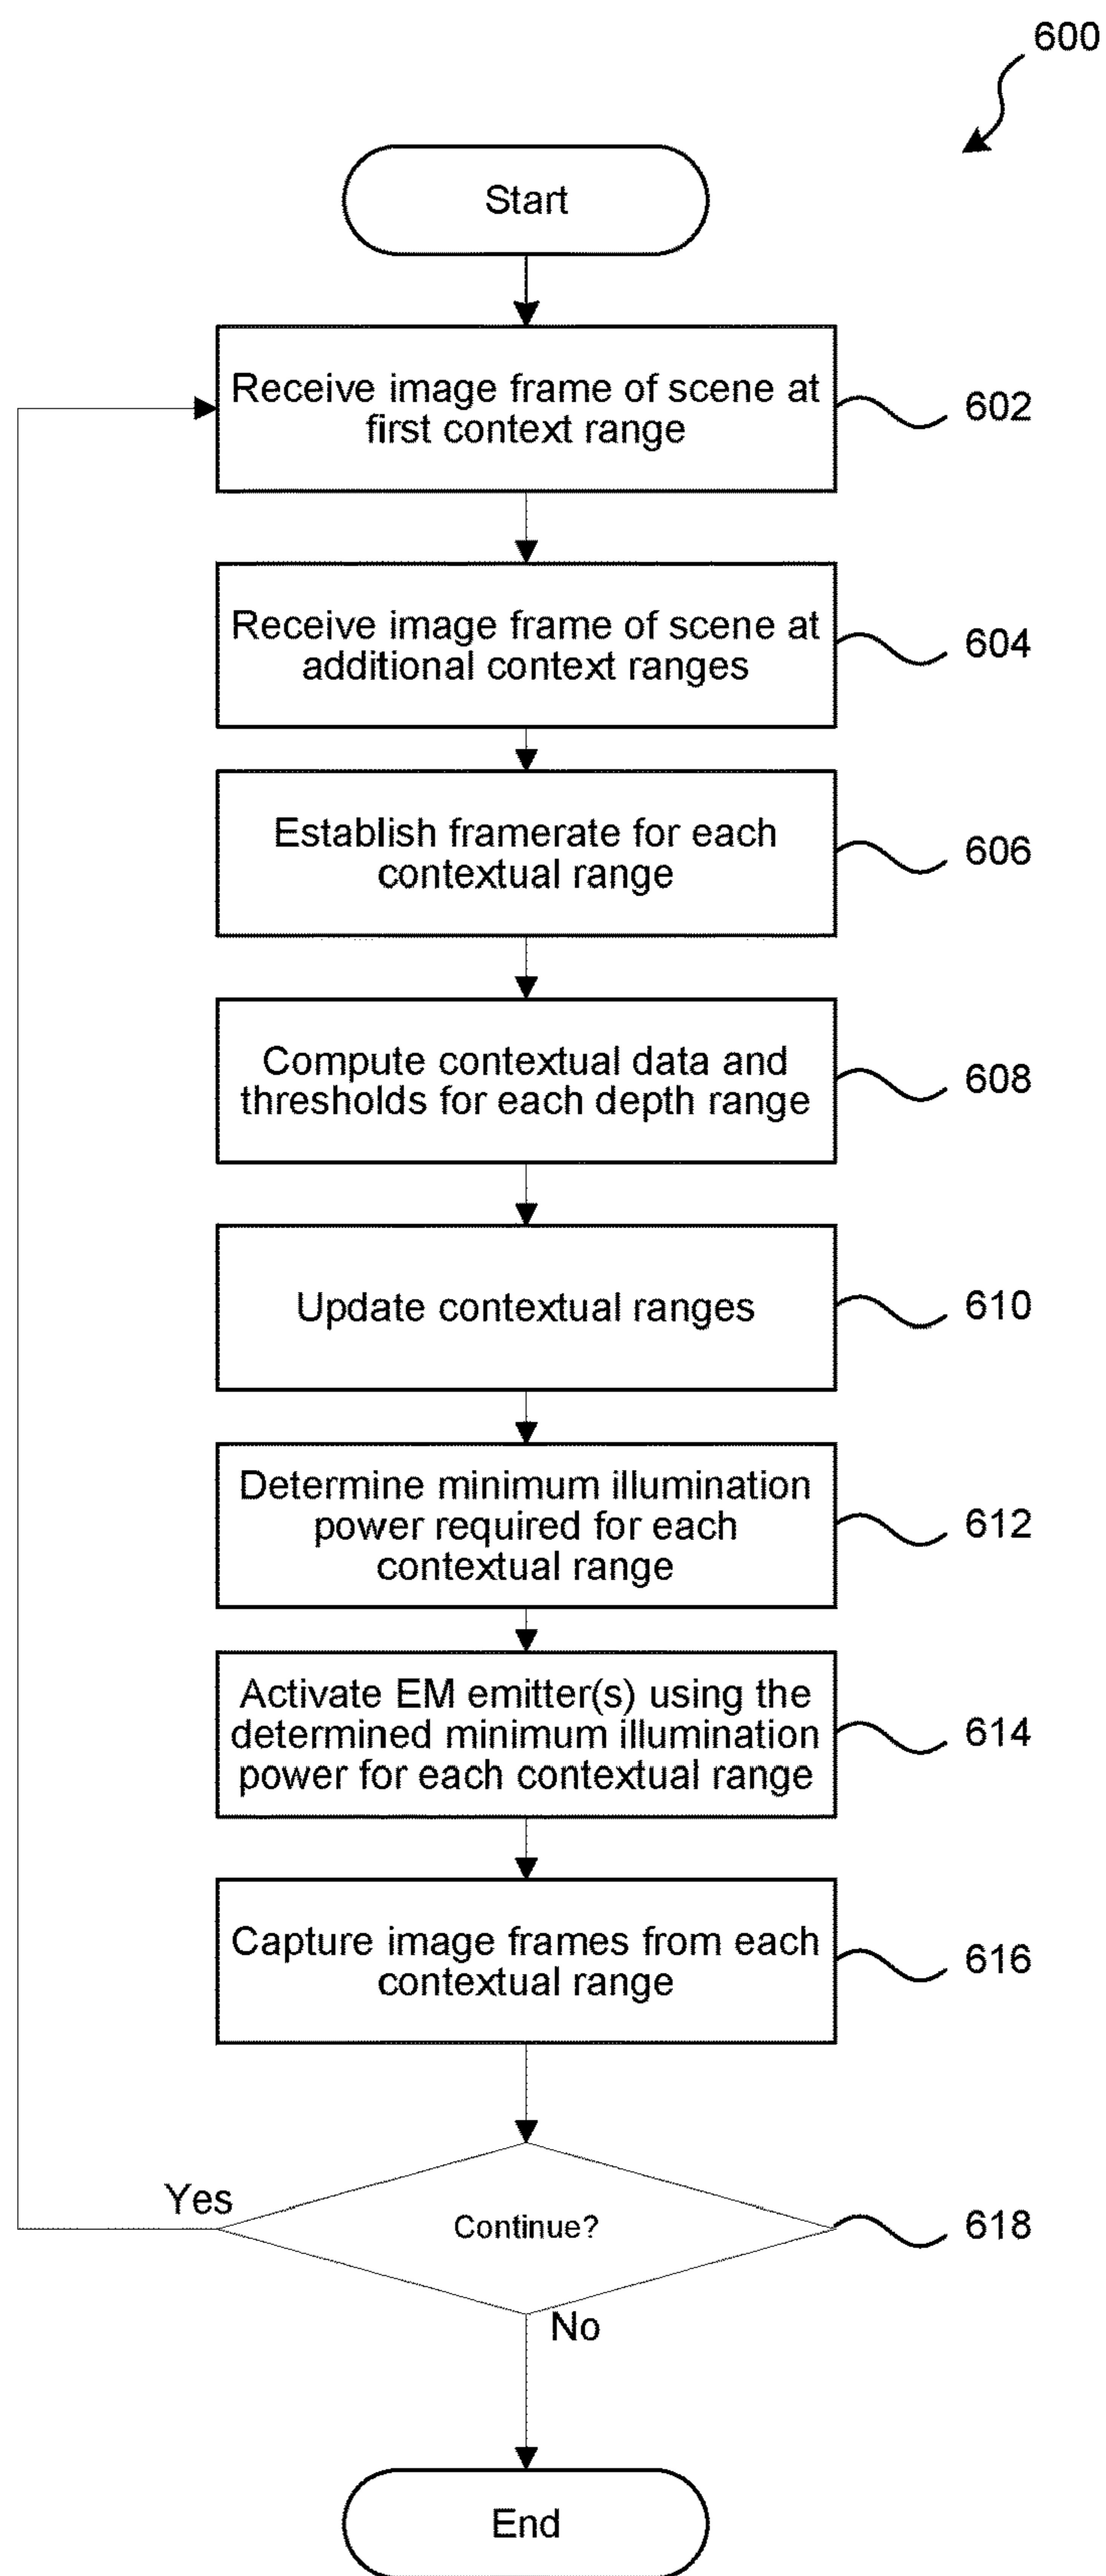 600
Start
Receive image frame of scene at
first context range
602
Receive image frame of scene at
additional context ranges
604
Establish framerate for each
contextual range
606
Compute contextual data and
thresholds for each depth range
608
Update contextual ranges
610
Determine minimum illumination
power required for each
contextual range
612
Activate EM emitter(s) using the
determined minimum illumination
power for each contextual range
614
Capture image frames from each
contextual range
616
Yes
Continue?
618
No
End